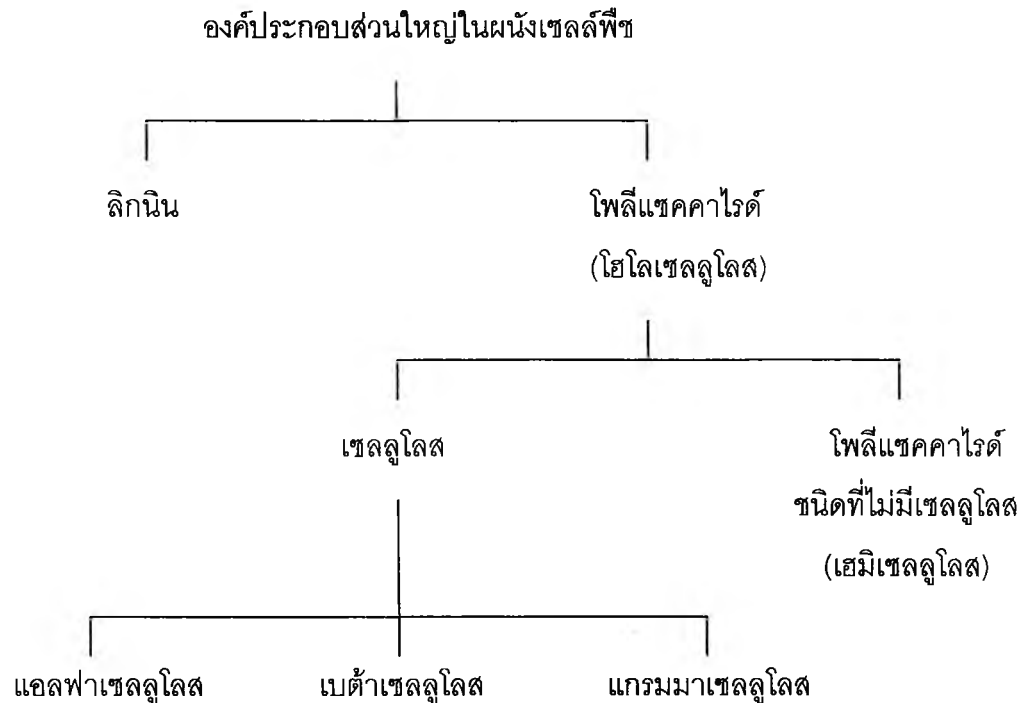 องค์ประกอบส่วนใหญ่ในผนังเซลล์พืช
ลิกนิน
โพลีแซคคาไรด์
(โฮโลเซลลูโลส)
เซลลูโลส
โพลีแซคคาไรด์
ชนิดที่ไม่มีเซลลูโลส
(เฮมิเซลลูโลส)
แอลฟาเซลลูโลส
เบต้าเซลลูโลส
แกรมมาเซลลูโลส